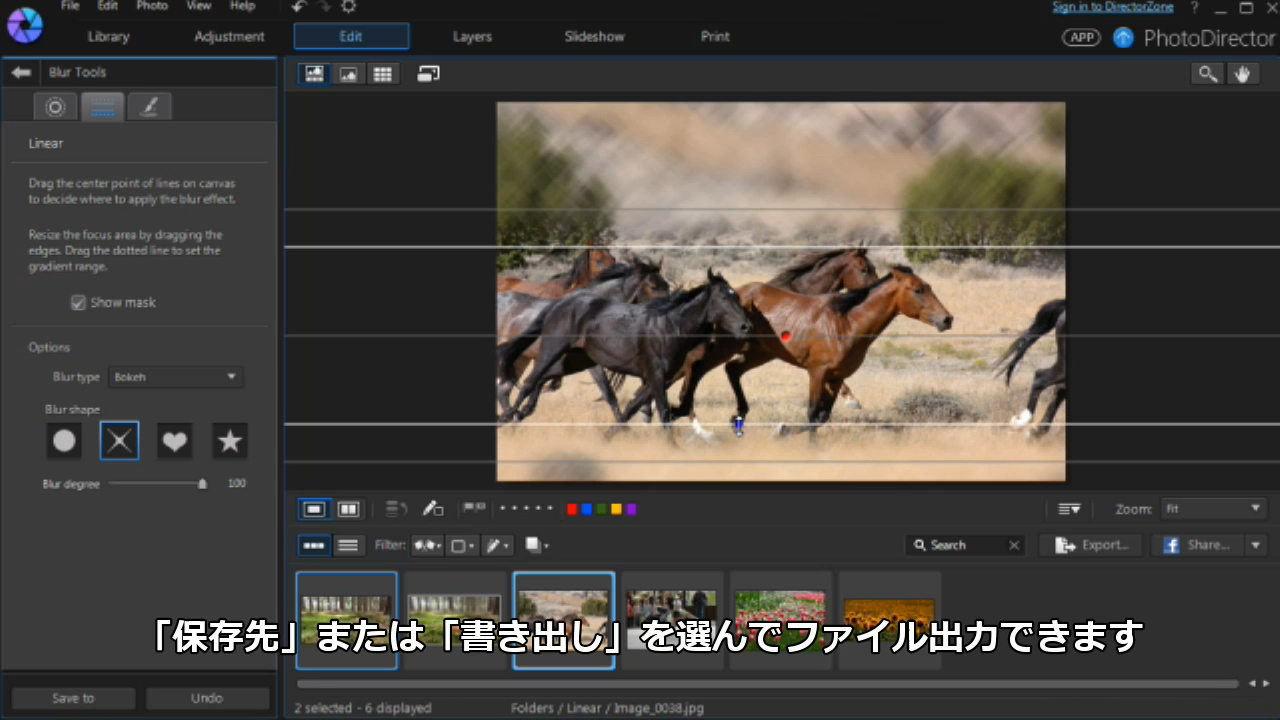 File Edit Photo View Help
Sign in to DirectorZone ?
Library Adjustment Edit Layers Slideshow Print
APP PhotoDirector
Blur Tools
Linear
Drag the center point of lines on canvas
to decide where to apply the blur effect.
Resize the focus area by dragging the
edges. Drag the dotted line to set the
gradient range.
Show mask
Options
Blur type Bokeh
Blur shape
Blur degree 100
Zoom: Fit
Filter: Search Export... Share...
「保存先」または「書き出し」を選んでファイル出力できます
Save to Undo
2 selected - 6 displayed Folders / Linear / Image_0038.jpg